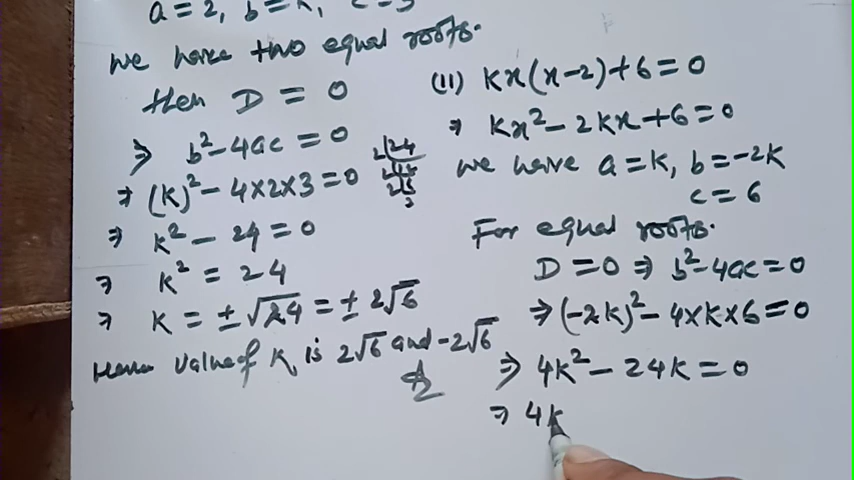 a = 2, b = k, c = 3
we have two equal roots.
then D = 0
⇒ b² - 4ac = 0
⇒ (k)² - 4×2×3 = 0
⇒ k² - 24 = 0
⇒ k² = 24
⇒ k = ± √24 = ± 2√6
Hence value of k is 2√6 and -2√6
(II) kx(x-2)+6 = 0
⇒ kx² - 2kx + 6 = 0
we have a = k, b = -2k
c = 6
For equal roots.
D = 0 ⇒ b² - 4ac = 0
⇒ (-2k)² - 4×k×6 = 0
⇒ 4k² - 24k = 0
⇒ 4k